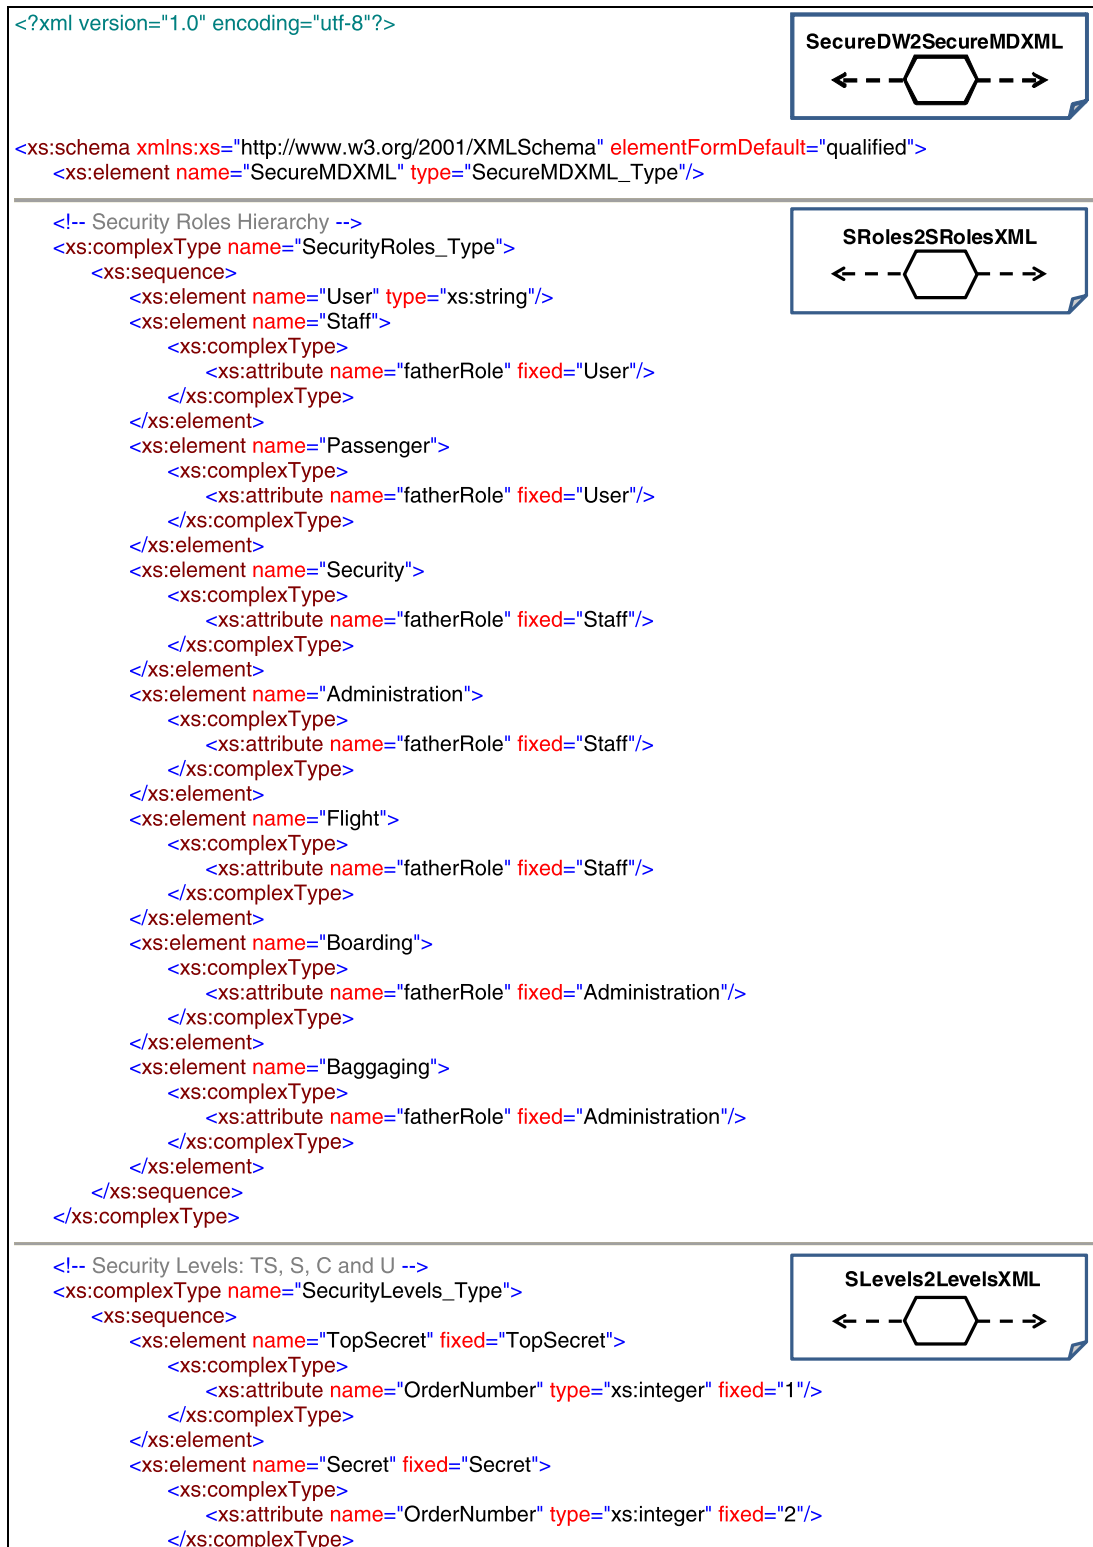 <?xml version="1.0" encoding="utf-8"?>
SecureDW2SecureMDXML
<xs:schema xmlns:xs="http://www.w3.org/2001/XMLSchema" elementFormDefault="qualified">
<xs:element name="SecureMDXML" type="SecureMDXML_Type"/>
<!-- Security Roles Hierarchy -->
SRoles2SRolesXML
<xs:complexType name="SecurityRoles_Type">
<xs:sequence>
<xs:element name="User" type="xs:string"/>
<xs:element name="Staff">
<xs:complexType>
<xs:attribute name="fatherRole" fixed="User"/>
</xs:complexType>
</xs:element>
<xs:element name="Passenger">
<xs:complexType>
<xs:attribute name="fatherRole" fixed="User"/>
</xs:complexType>
</xs:element>
<xs:element name="Security">
<xs:complexType>
<xs:attribute name="fatherRole" fixed="Staff"/>
</xs:complexType>
</xs:element>
<xs:element name="Administration">
<xs:complexType>
<xs:attribute name="fatherRole" fixed="Staff"/>
</xs:complexType>
</xs:element>
<xs:element name="Flight">
<xs:complexType>
<xs:attribute name="fatherRole" fixed="Staff"/>
</xs:complexType>
</xs:element>
<xs:element name="Boarding">
<xs:complexType>
<xs:attribute name="fatherRole" fixed="Administration"/>
</xs:complexType>
</xs:element>
<xs:element name="Baggaging">
<xs:complexType>
<xs:attribute name="fatherRole" fixed="Administration"/>
</xs:complexType>
</xs:element>
</xs:sequence>
</xs:complexType>
<!-- Security Levels: TS, S, C and U -->
SLevels2LevelsXML
<xs:complexType name="SecurityLevels_Type">
<xs:sequence>
<xs:element name="TopSecret" fixed="TopSecret">
<xs:complexType>
<xs:attribute name="OrderNumber" type="xs:integer" fixed="1"/>
</xs:complexType>
</xs:element>
<xs:element name="Secret" fixed="Secret">
<xs:complexType>
<xs:attribute name="OrderNumber" type="xs:integer" fixed="2"/>
</xs:complexType>